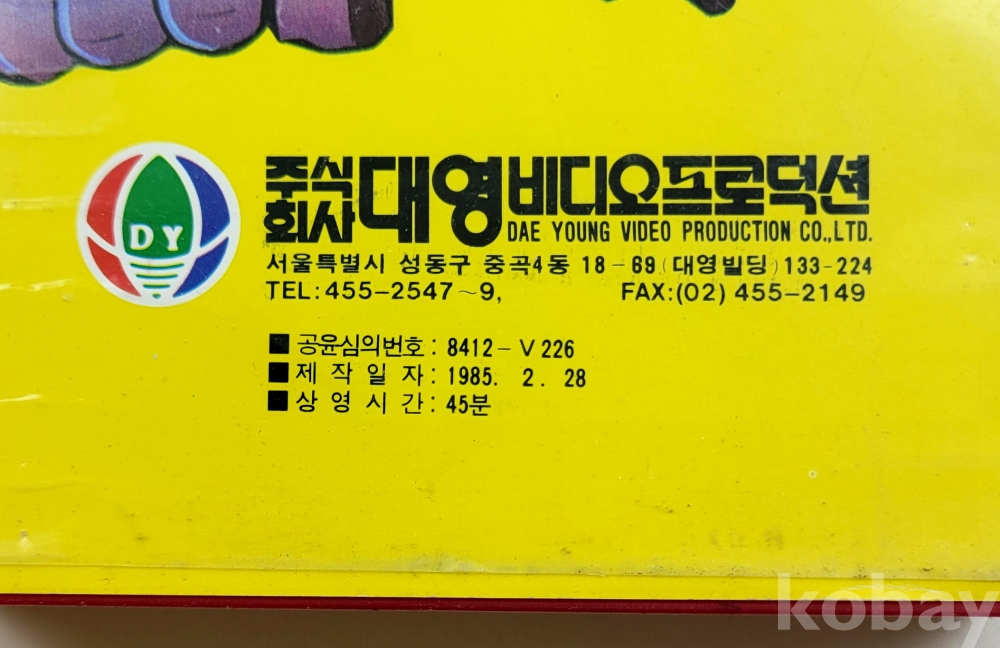 DY
주식회사 대영비디오프로덕션
DAE YOUNG VIDEO PRODUCTION CO.,LTD.
서울특별시 성동구 중곡4동 18-69(대영빌딩)133-224
TEL:455-2547~9, FAX:(02)455-2149
■ 공윤심의번호: 8412-V226
■ 제작일자: 1985. 2. 28
■ 상영시간: 45분
kobay